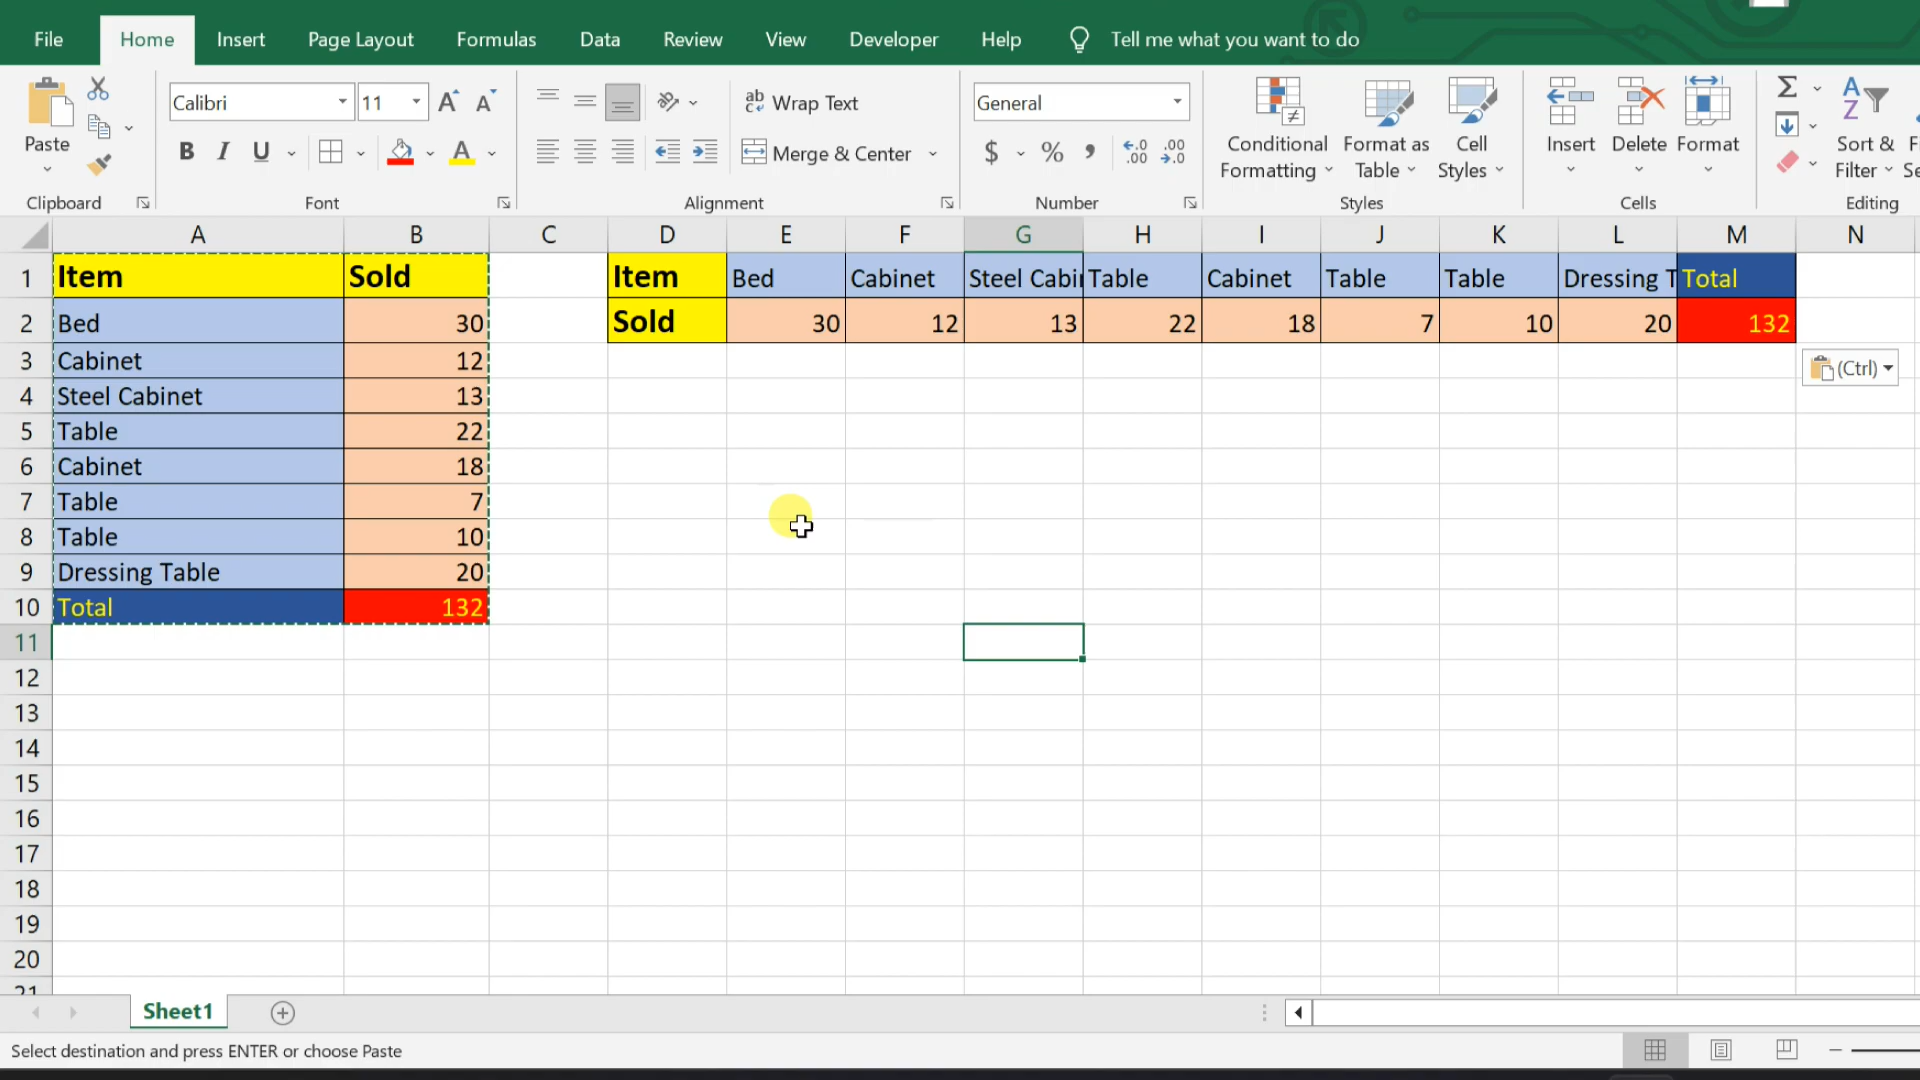 File Home Insert Page Layout Formulas Data Review View Developer Help Tell me what you want to do
Calibri 11 Wrap Text General
Paste Merge & Center $ % Conditional Formatting Format as Table Cell Styles Insert Delete Format Sort & Filter
Clipboard Font Alignment Number Styles Cells Editing
A B C D E F G H I J K L M N
1 Item Sold Item Bed Cabinet Steel Cabi Table Cabinet Table Table Dressing T Total
2 Bed 30 Sold 30 12 13 22 18 7 10 20 132
3 Cabinet 12 (Ctrl)
4 Steel Cabinet 13
5 Table 22
6 Cabinet 18
7 Table 7
8 Table 10
9 Dressing Table 20
10 Total 132
11
12
13
14
15
16
17
18
19
20
21
Sheet1
Select destination and press ENTER or choose Paste